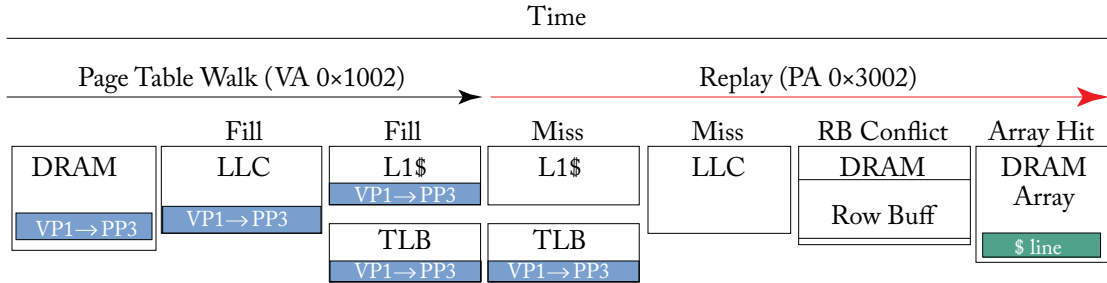 Time
Page Table Walk (VA 0×1002)
Replay (PA 0×3002)
Fill
Fill
Miss
Miss
RB Conflict
Array Hit
DRAM
LLC
L1$
L1$
LLC
DRAM
DRAM
Array
VP1→PP3
VP1→PP3
VP1→PP3
Row Buff
TLB
TLB
$ line
VP1→PP3
VP1→PP3